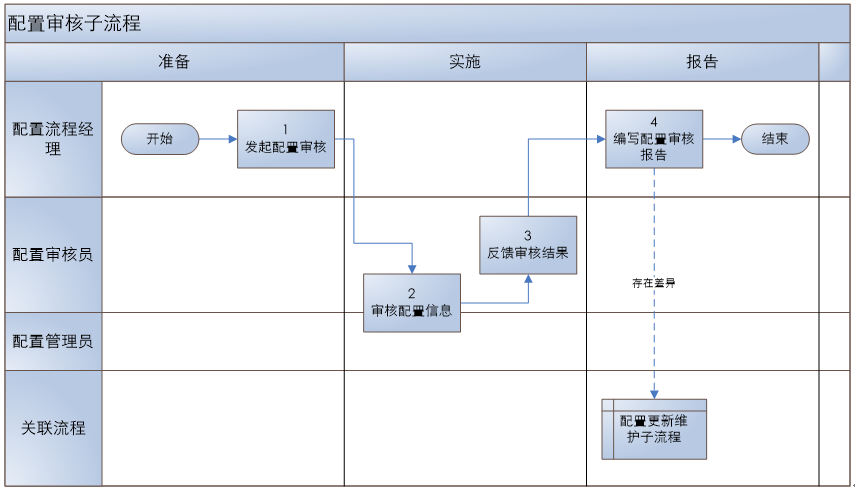 配置审核子流程
准备
实施
报告
配置流程经
理
开始
1
发起配置审核
4
编写配置审核
报告
结束
配置审核员
3
反馈审核结果
2
审核配置信息
存在差异
配置管理员
关联流程
配置更新维
护子流程